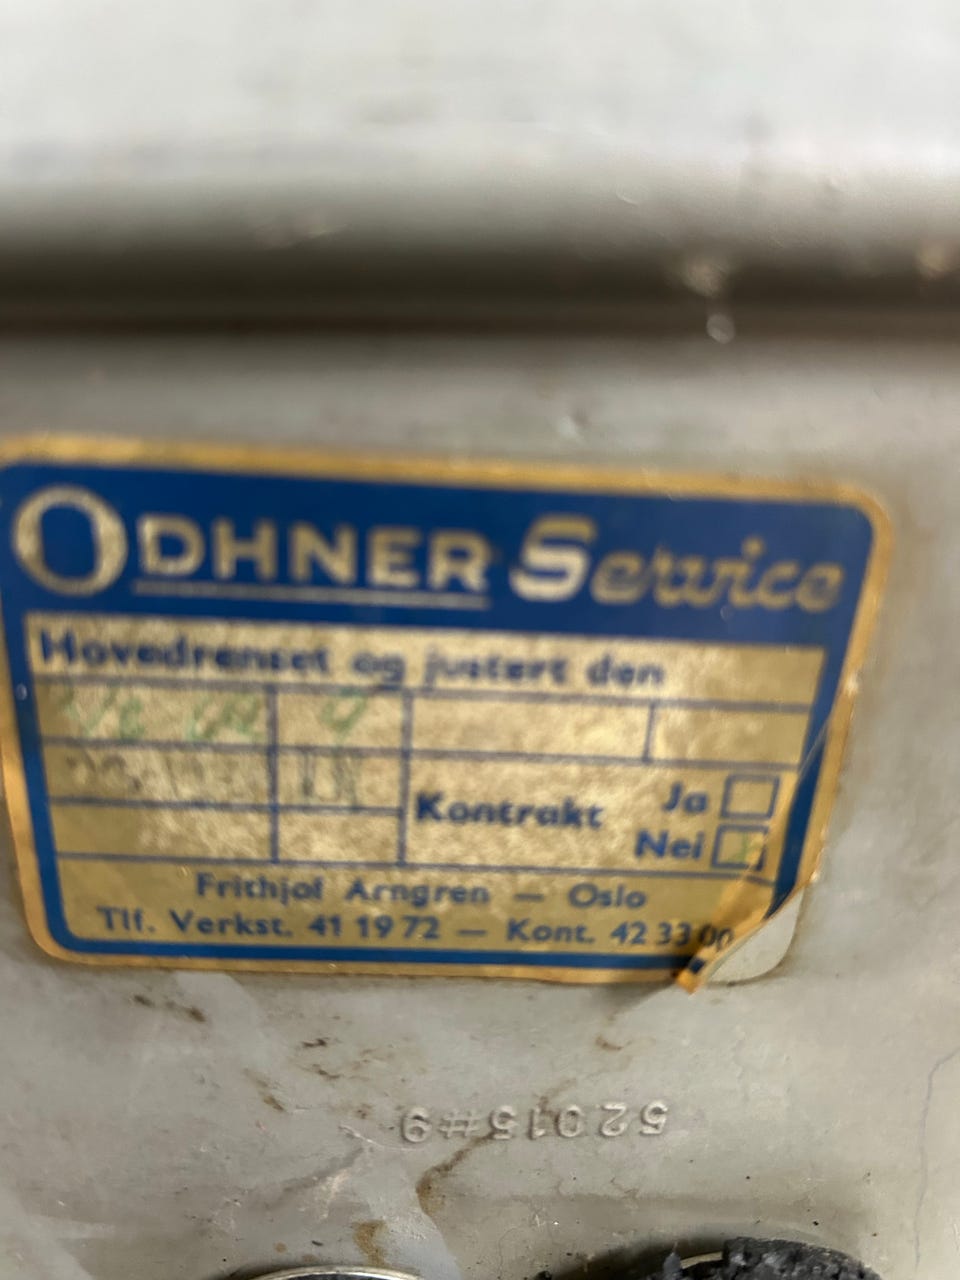 ODHNER Service
Hovedrenset og justert den
Kontrakt Ja
Nei
Frithjof Arngren — Oslo
Tlf. Verkst. 41 19 72 — Kont. 42 33 00
52015#9